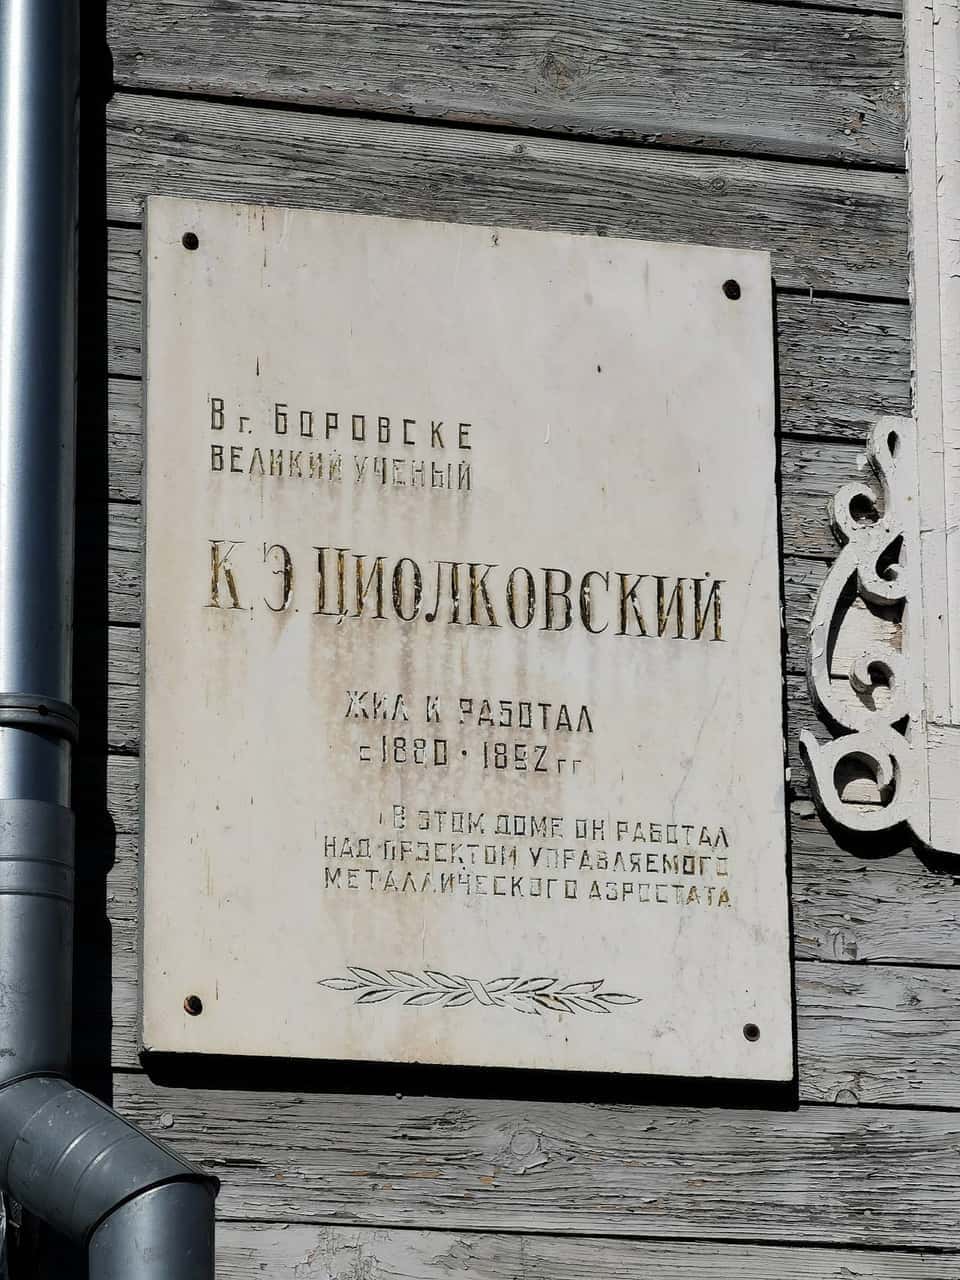 В г. БОРОВСКЕ
ВЕЛИКИЙ УЧЕНЫЙ
К.Э. ЦИОЛКОВСКИЙ
ЖИЛ И РАБОТАЛ
с 1880 · 1892 гг
В ЭТОМ ДОМЕ ОН РАБОТАЛ
НАД ПРОЕКТОМ УПРАВЛЯЕМОГО
МЕТАЛЛИЧЕСКОГО АЭРОСТАТА